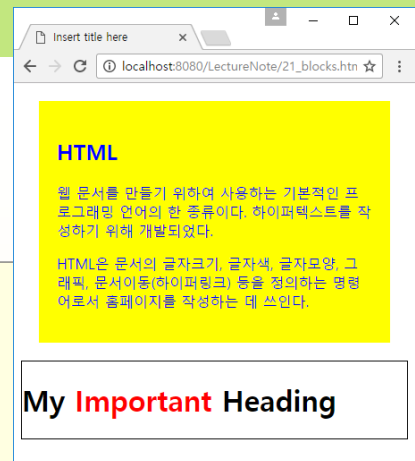 Insert title here
localhost:8080/LectureNote/21_blocks.htm
HTML
웹 문서를 만들기 위하여 사용하는 기본적인 프
로그래밍 언어의 한 종류이다. 하이퍼텍스트를 작
성하기 위해 개발되었다.
HTML은 문서의 글자크기, 글자색, 글자모양, 그
래픽, 문서이동(하이퍼링크) 등을 정의하는 명령
어로서 홈페이지를 작성하는 데 쓰인다.
My Important Heading